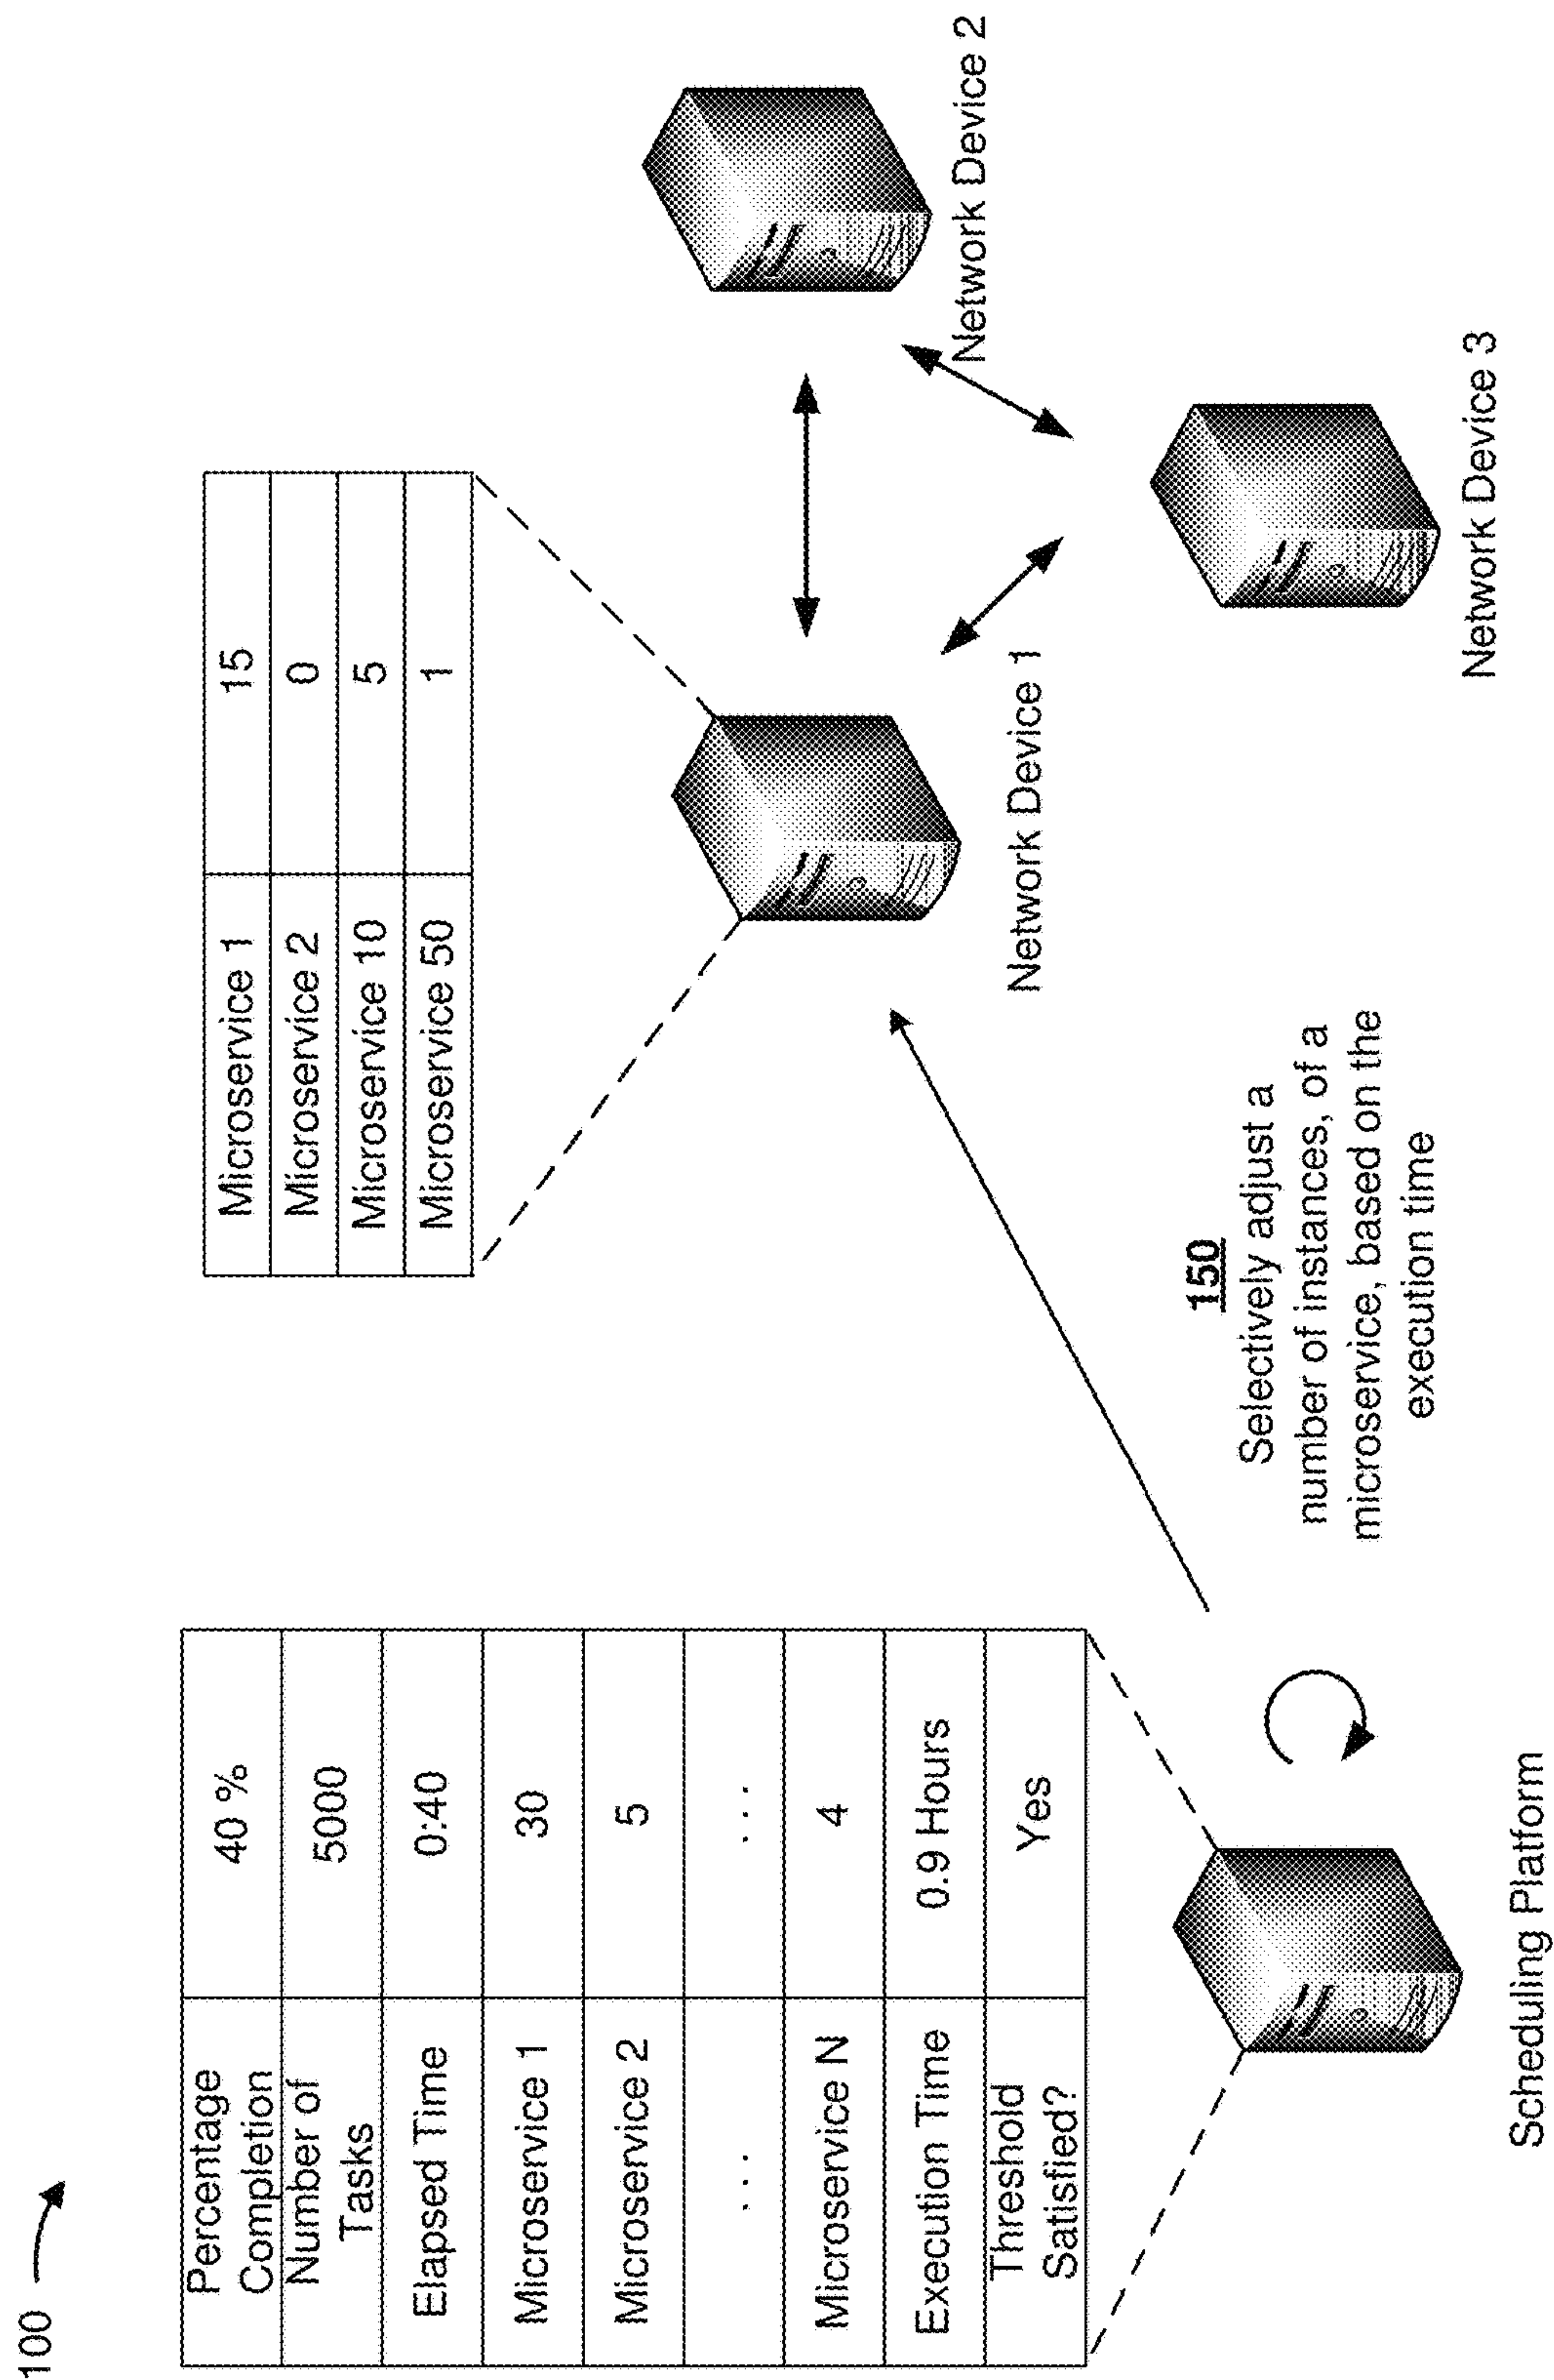 100
Percentage
Completion
40 %
Number of
Tasks
5000
Elapsed Time
0:40
Microservice 1
30
Microservice 2
5
. . .
. . .
Microservice N
4
Execution Time
0.9 Hours
Threshold
Satisfied?
Yes
Scheduling Platform
150
Selectively adjust a
number of instances, of a
microservice, based on the
execution time
Microservice 1
15
Microservice 2
0
Microservice 10
5
Microservice 50
1
Network Device 1
Network Device 2
Network Device 3